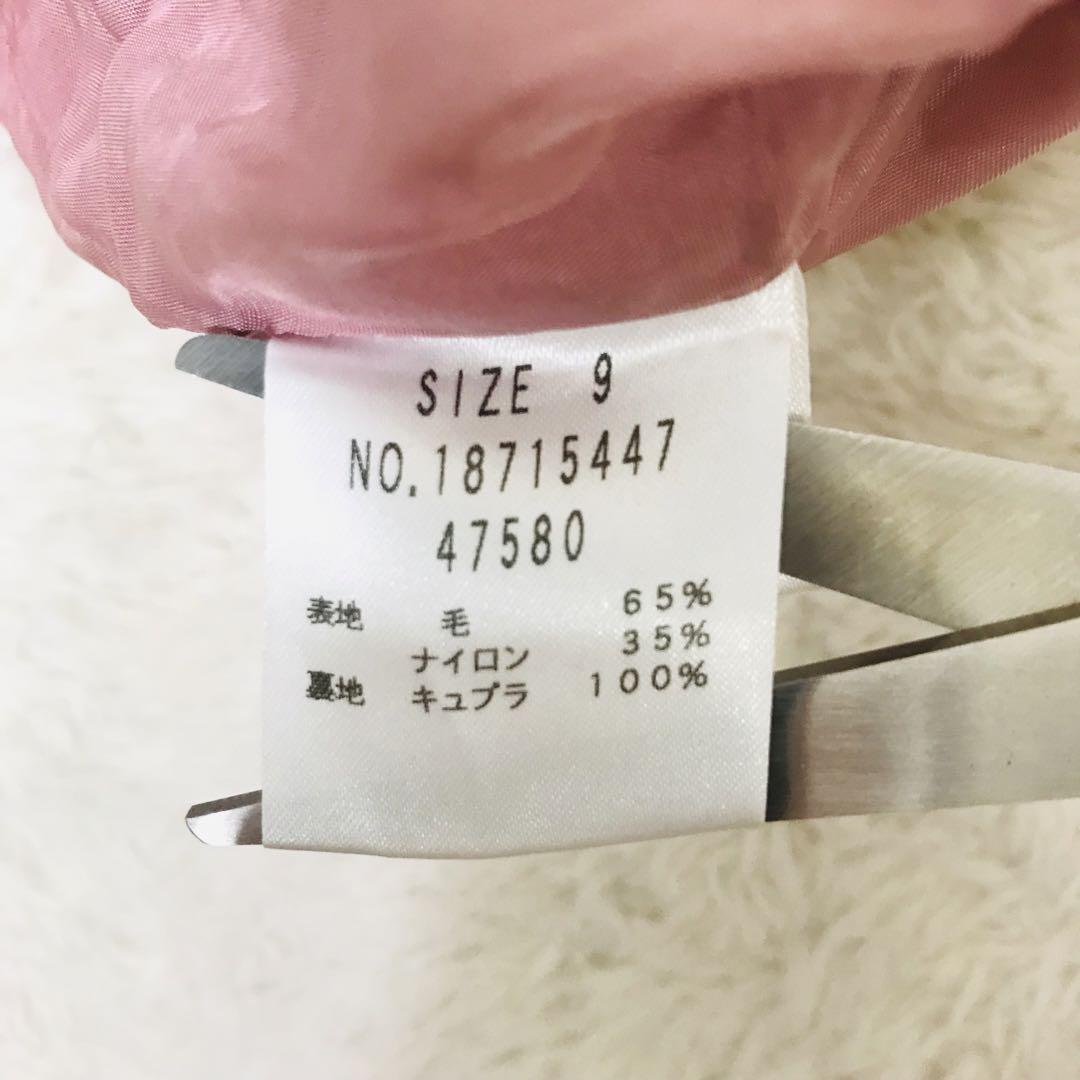 SIZE 9
NO.18715447
47580
表地 毛 65%
ナイロン 35%
裏地 キュプラ 100%